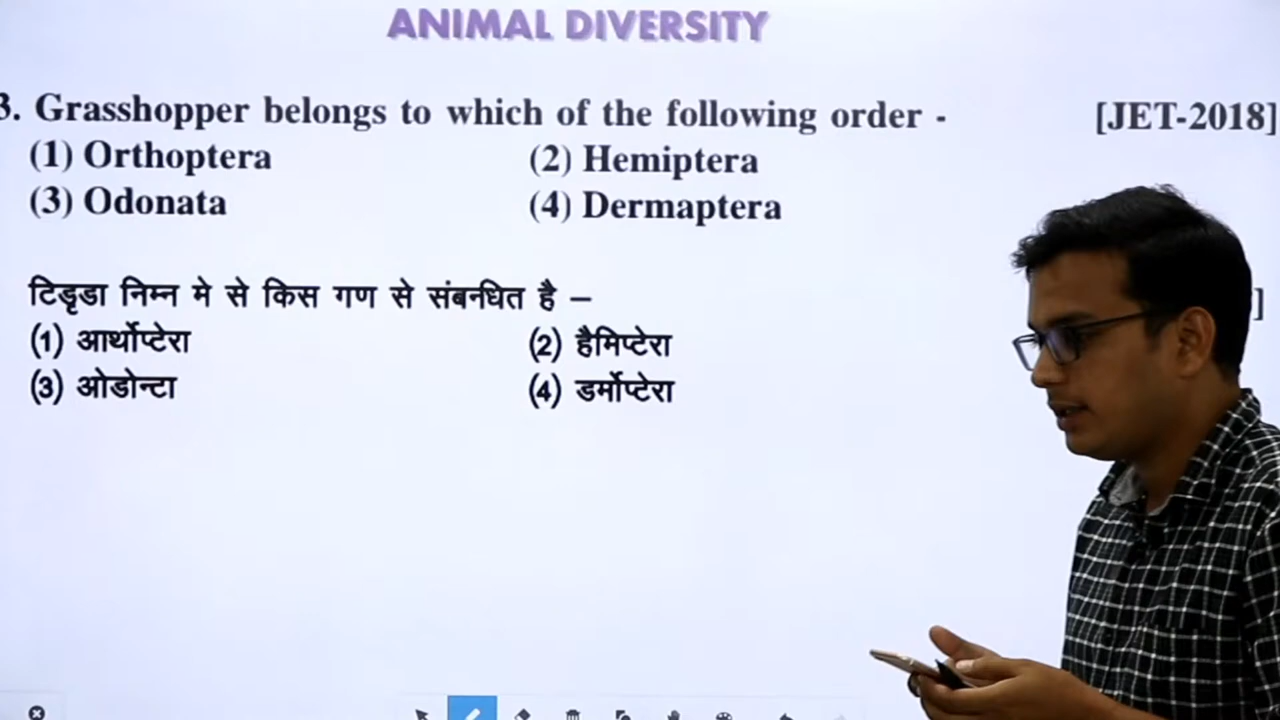 ANIMAL DIVERSITY
3. Grasshopper belongs to which of the following order - [JET-2018]
(1) Orthoptera (2) Hemiptera
(3) Odonata (4) Dermaptera
टिड्डृडा निम्न मे से किस गण से संबनधित है –
(1) आर्थोप्टेरा (2) हैमिप्टेरा
(3) ओडोन्टा (4) डर्मोप्टेरा